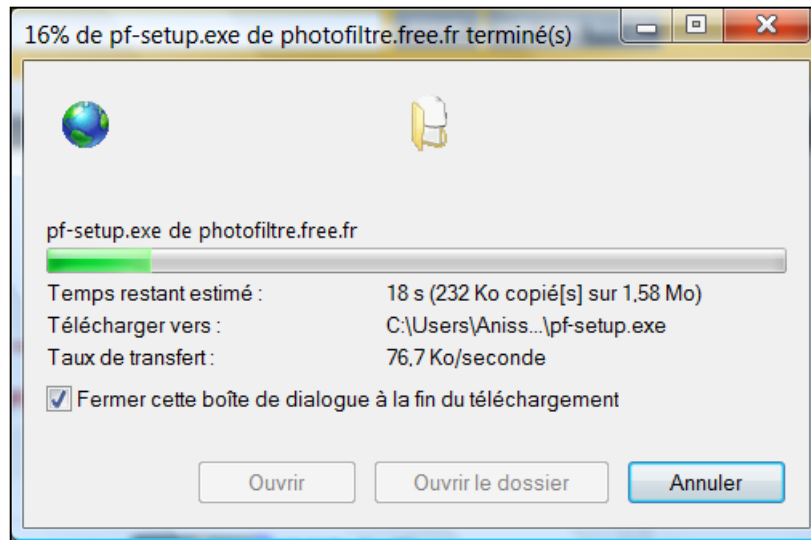 16% de pf-setup.exe de photofiltre.free.fr terminé(s)
pf-setup.exe de photofiltre.free.fr
Temps restant estimé : 18 s (232 Ko copié[s] sur 1,58 Mo)
Télécharger vers : C:\Users\Aniss...\pf-setup.exe
Taux de transfert : 76,7 Ko/seconde
Fermer cette boîte de dialogue à la fin du téléchargement
Ouvrir Ouvrir le dossier Annuler